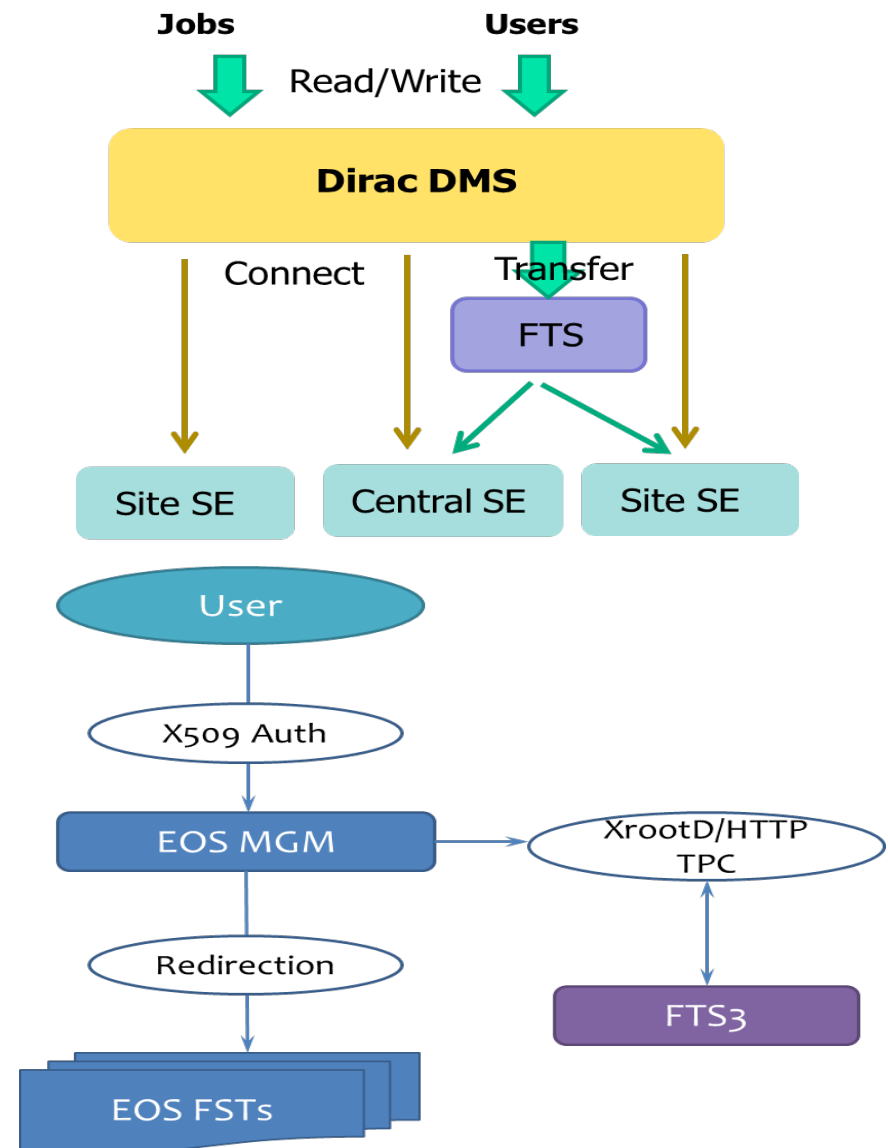 Jobs Users
Read/Write
Dirac DMS
Connect Transfer
FTS
Site SE Central SE Site SE
User
X509 Auth
EOS MGM
XrootD/HTTP
TPC
Redirection
FTS3
EOS FSTs